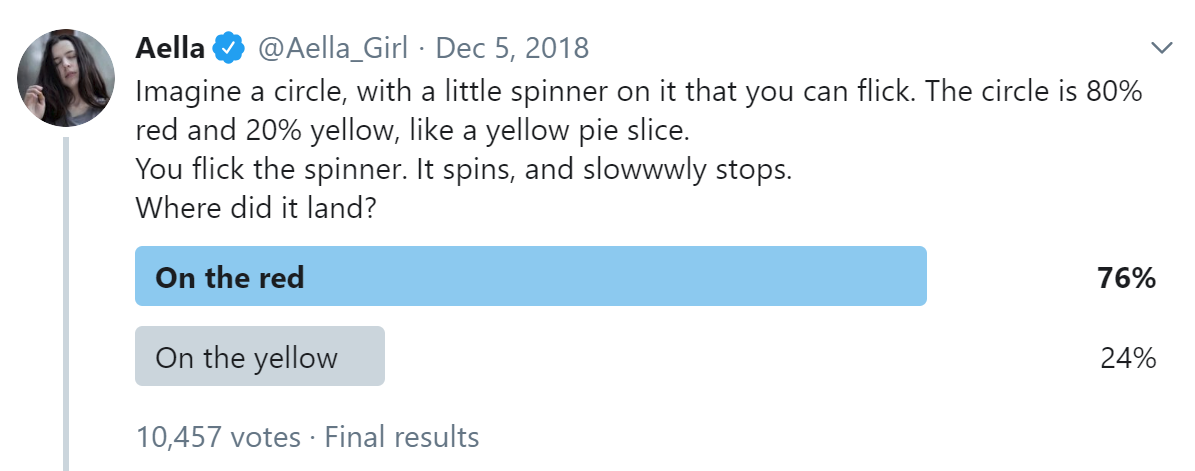 Aella @Aella_Girl · Dec 5, 2018
Imagine a circle, with a little spinner on it that you can flick. The circle is 80%
red and 20% yellow, like a yellow pie slice.
You flick the spinner. It spins, and slowwwly stops.
Where did it land?
On the red 76%
On the yellow 24%
10,457 votes · Final results